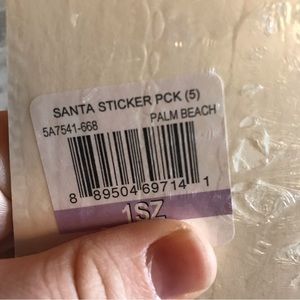 SANTA STICKER PCK (5)
5A7541-668 PALM BEACH
8 89504 69714 1
1SZ